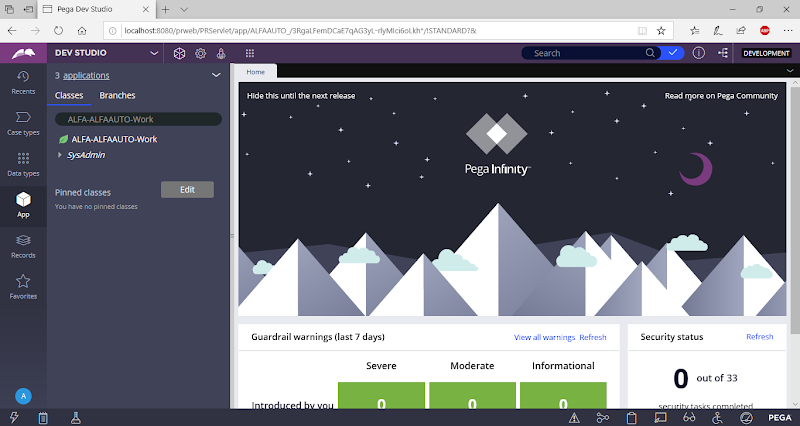 Pega Dev Studio
localhost:8080/prweb/PRServlet/app/ALFAAUTO_/3RgaLFemDCaE7qAG3yL-rlyMIci6oI.kh*/!STANDARD?&
DEV STUDIO
Search
DEVELOPMENT
Recents
Case types
Data types
App
Records
Favorites
A
3 applications
Classes Branches
ALFA-ALFAAUTO-Work
ALFA-ALFAAUTO-Work
SysAdmin
Pinned classes Edit
You have no pinned classes
Home
Hide this until the next release Read more on Pega Community
Pega Infinity™
Guardrail warnings (last 7 days) View all warnings Refresh
Severe Moderate Informational
Introduced by you 0 0 0
Security status Refresh
0 out of 33
security tasks completed
PEGA